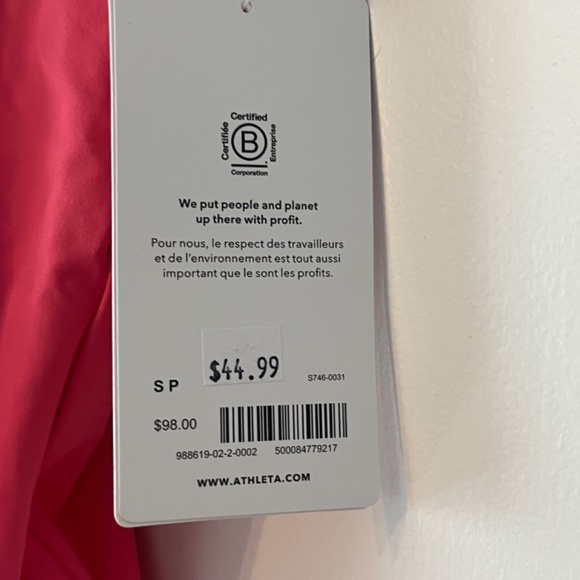 Certified
Certifiée
B
Entreprise
Corporation
We put people and planet
up there with profit.
Pour nous, le respect des travailleurs
et de l'environnement est tout aussi
important que le sont les profits.
$44.99
S P
S746-0031
$98.00
988619-02-2-0002 500084779217
WWW.ATHLETA.COM